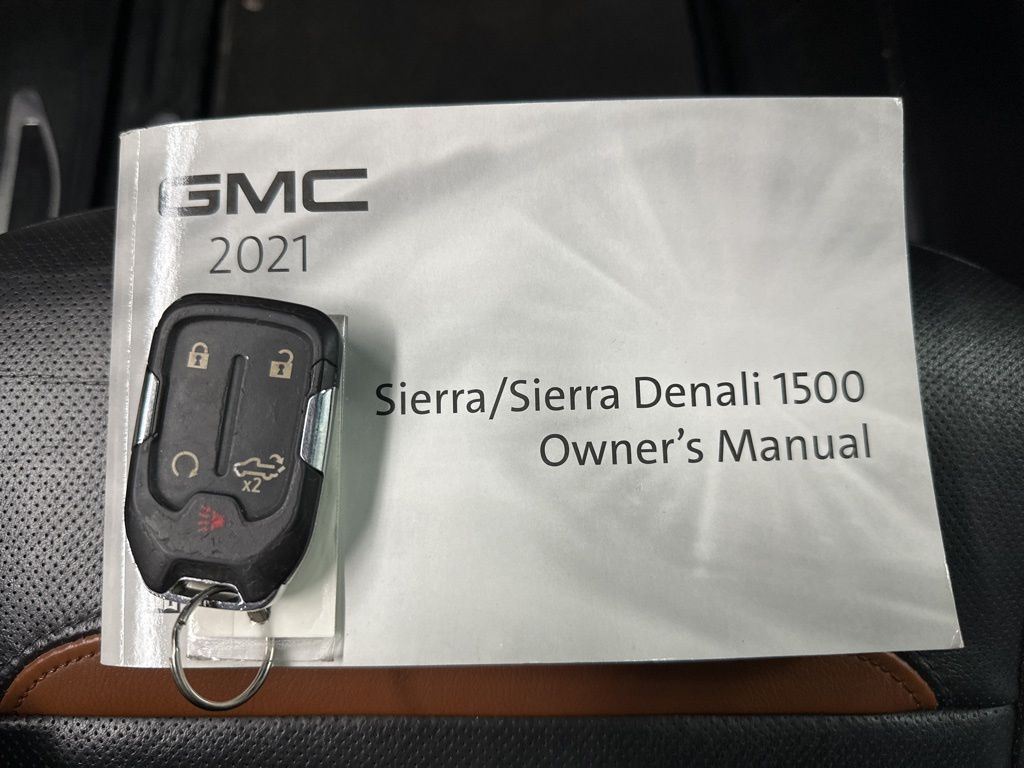 GMC
2021
Sierra/Sierra Denali 1500
Owner's Manual
x2